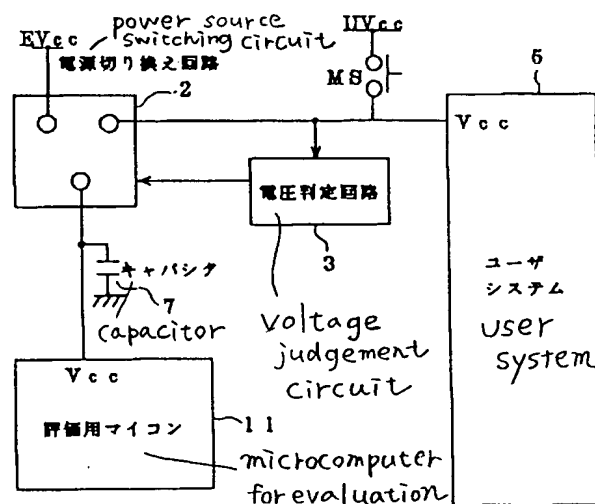 power source
switching circuit
EVcc
電源切り換え回路
2
UVcc
MS
5
Vcc
電圧判定回路
3
キャパシタ
7
capacitor
voltage
judgement
circuit
ユーザ
システム
user
system
Vcc
評価用マイコン
11
microcomputer
for evaluation